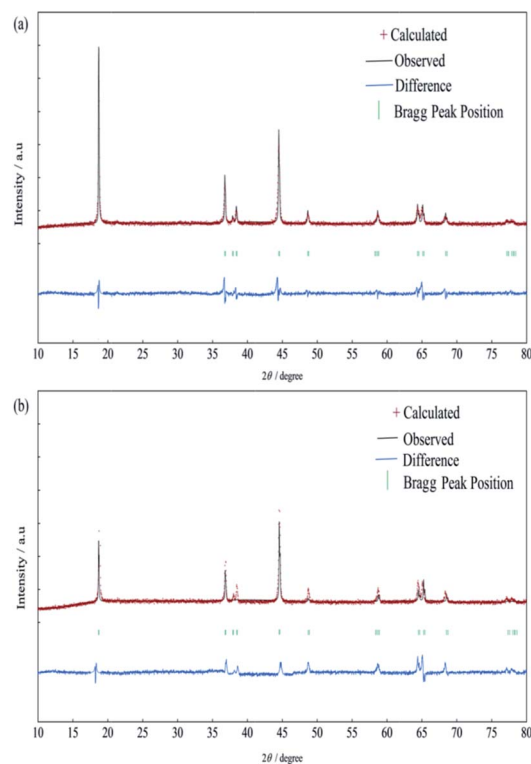 (a)
+ Calculated
Observed
Difference
Bragg Peak Position
Intensity / a.u
10 15 20 25 30 35 40 45 50 55 60 65 70 75 80
2θ / degree
(b)
+ Calculated
Observed
Difference
Bragg Peak Position
Intensity / a.u
10 15 20 25 30 35 40 45 50 55 60 65 70 75 80
2θ / degree